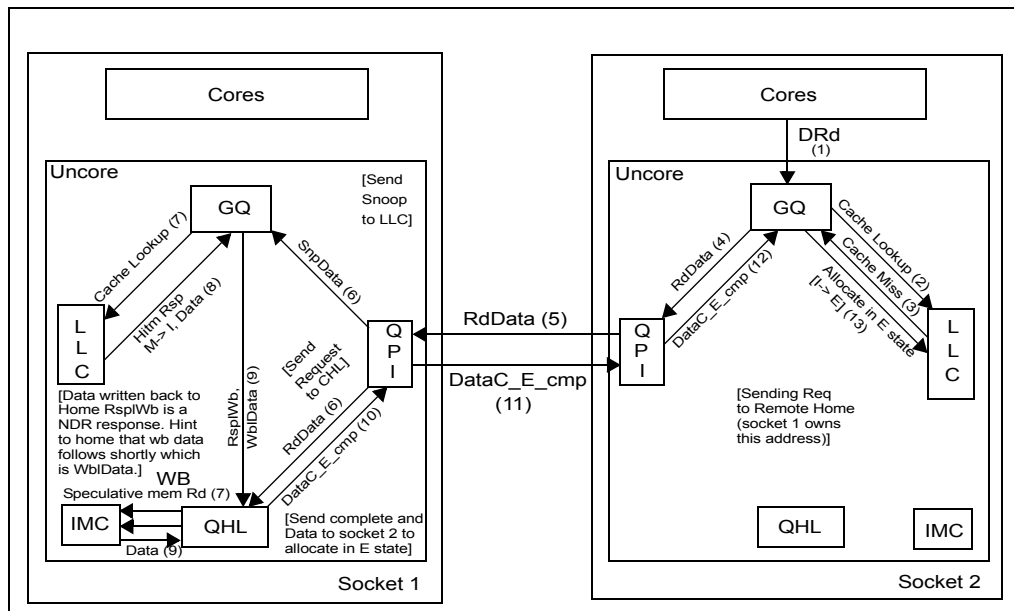 Cores
Uncore
[Send
Snoop
to LLC]
GQ
Cache Lookup (7)
Hitm Rsp
M-> I, Data (8)
SnpData (6)
L
L
C
Q
P
I
[Send
Request
to CHL]
RspIWb,
WbIData (9)
RdData (6)
DataC_E_cmp (10)
[Data written back to
Home RspIWb is a
NDR response. Hint
to home that wb data
follows shortly which
is WbIData.]
WB
Speculative mem Rd (7)
IMC
QHL
Data (9)
[Send complete and
Data to socket 2 to
allocate in E state]
Socket 1
RdData (5)
DataC_E_cmp
(11)
Cores
DRd
(1)
Uncore
GQ
RdData (4)
DataC_E_cmp (12)
Cache Lookup (2)
Cache Miss (3)
Allocate in E state
[I-> E] (13)
Q
P
I
L
L
C
[Sending Req
to Remote Home
(socket 1 owns
this address)]
QHL
IMC
Socket 2